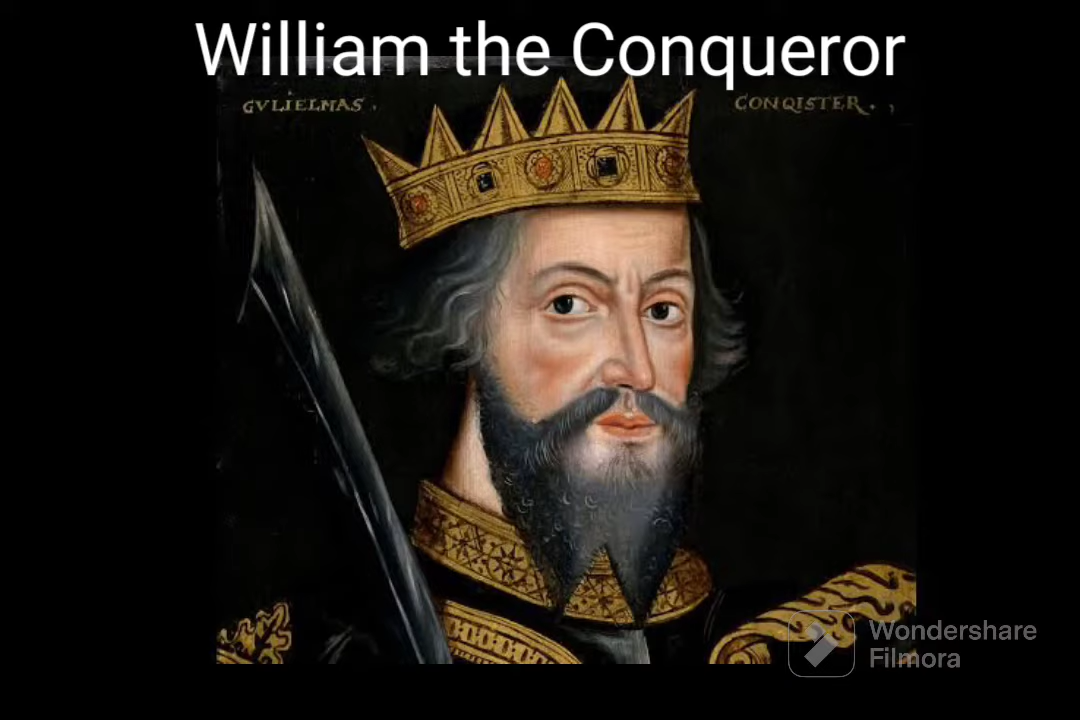 William the Conqueror
GVLIELMAS . CONQISTER . ,
Wondershare
Filmora